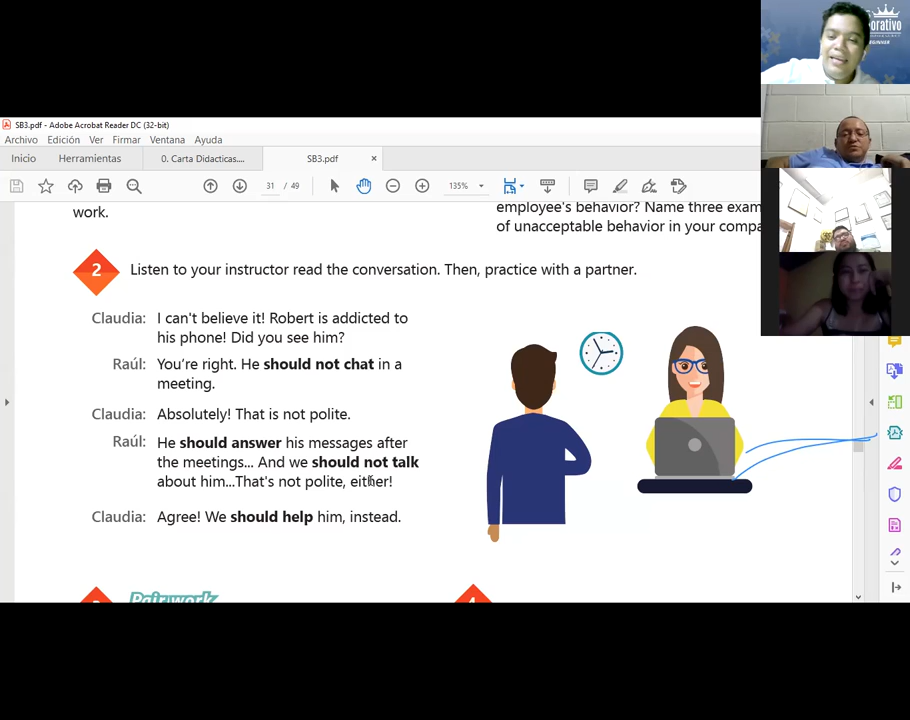 orativo
BEGINNER
SB3.pdf - Adobe Acrobat Reader DC (32-bit)
Archivo Edición Ver Firmar Ventana Ayuda
Inicio Herramientas 0. Carta Didacticas.... SB3.pdf ×
31 / 49 135%
work.
employee's behavior? Name three exam
of unacceptable behavior in your compa
2 Listen to your instructor read the conversation. Then, practice with a partner.
Claudia: I can't believe it! Robert is addicted to
his phone! Did you see him?
Raúl: You're right. He should not chat in a
meeting.
Claudia: Absolutely! That is not polite.
Raúl: He should answer his messages after
the meetings... And we should not talk
about him...That's not polite, either!
Claudia: Agree! We should help him, instead.
Pairwork